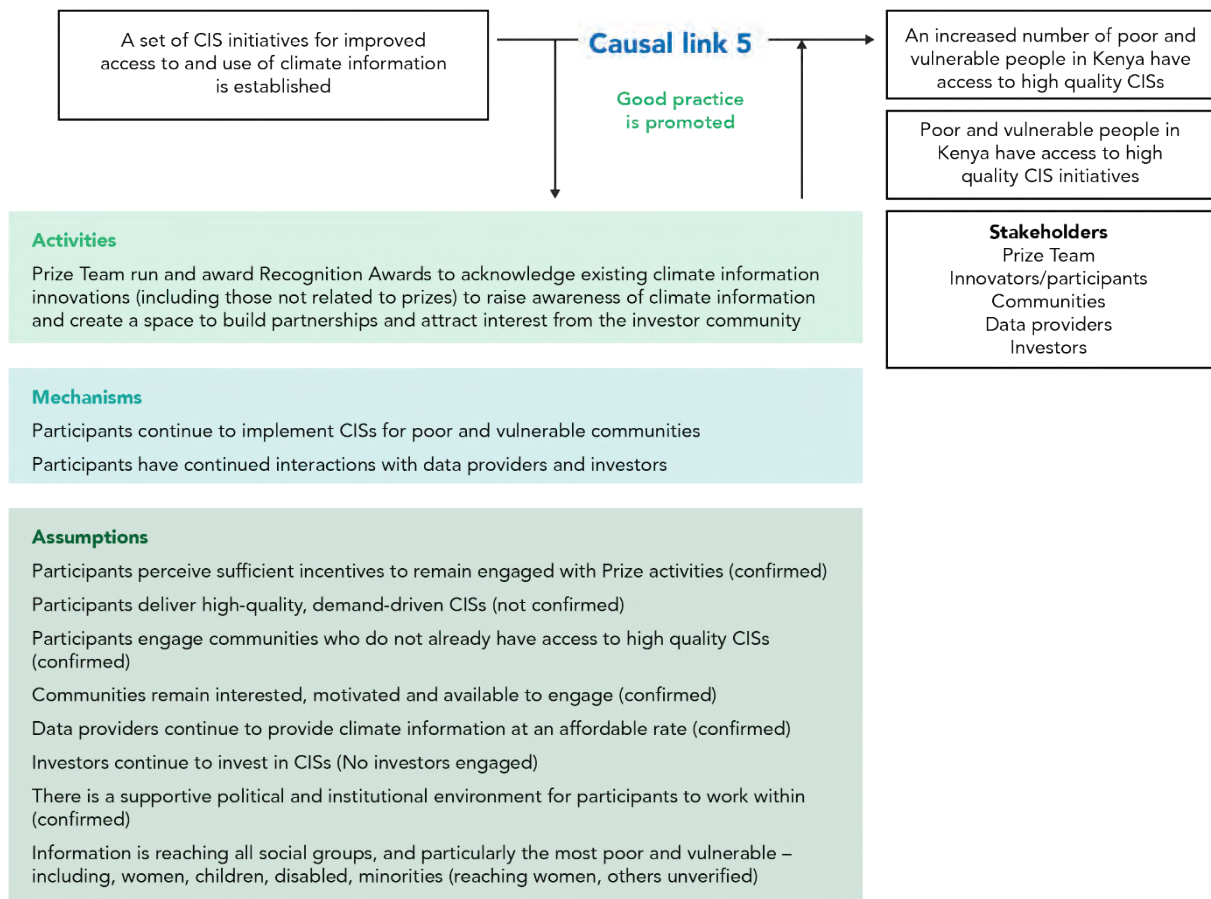 A set of CIS initiatives for improved
access to and use of climate information
is established
Causal link 5
Good practice
is promoted
An increased number of poor and
vulnerable people in Kenya have
access to high quality CISs
Poor and vulnerable people in
Kenya have access to high
quality CIS initiatives
Stakeholders
Prize Team
Innovators/participants
Communities
Data providers
Investors
Activities
Prize Team run and award Recognition Awards to acknowledge existing climate information
innovations (including those not related to prizes) to raise awareness of climate information
and create a space to build partnerships and attract interest from the investor community
Mechanisms
Participants continue to implement CISs for poor and vulnerable communities
Participants have continued interactions with data providers and investors
Assumptions
Participants perceive sufficient incentives to remain engaged with Prize activities (confirmed)
Participants deliver high-quality, demand-driven CISs (not confirmed)
Participants engage communities who do not already have access to high quality CISs
(confirmed)
Communities remain interested, motivated and available to engage (confirmed)
Data providers continue to provide climate information at an affordable rate (confirmed)
Investors continue to invest in CISs (No investors engaged)
There is a supportive political and institutional environment for participants to work within
(confirmed)
Information is reaching all social groups, and particularly the most poor and vulnerable –
including, women, children, disabled, minorities (reaching women, others unverified)